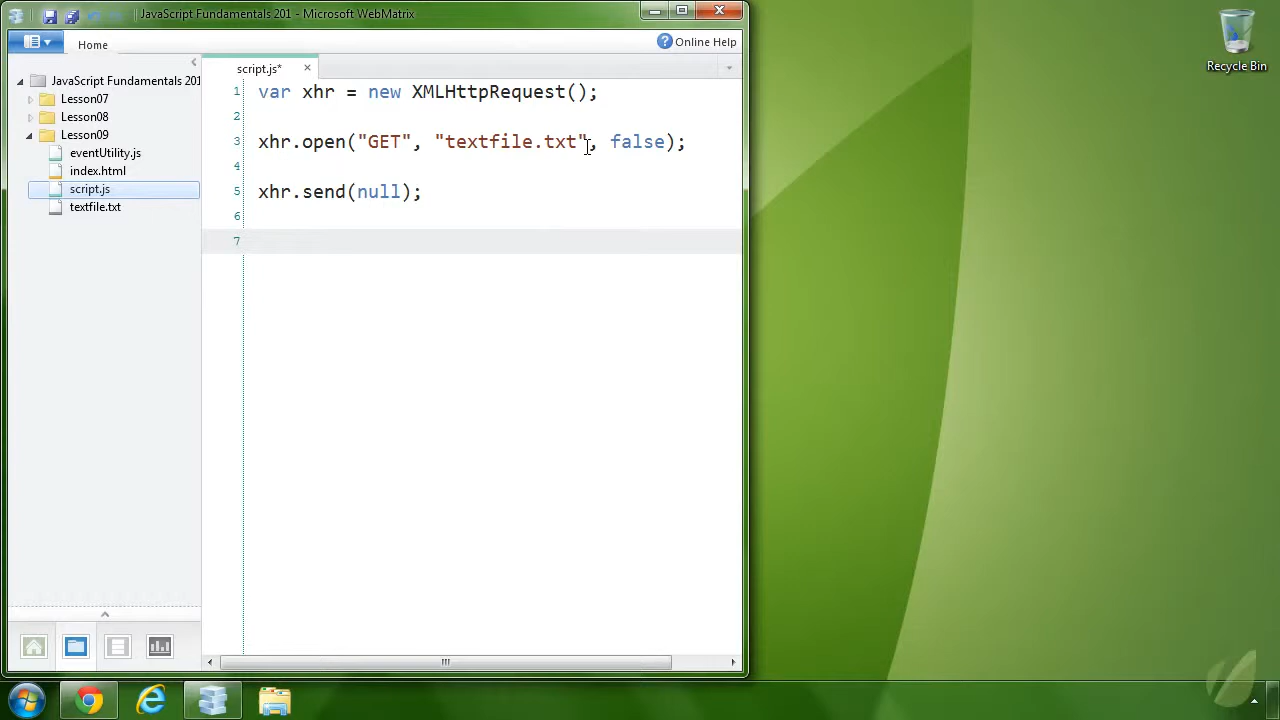 JavaScript Fundamentals 201 - Microsoft WebMatrix
Home
Online Help
JavaScript Fundamentals 201
Lesson07
Lesson08
Lesson09
eventUtility.js
index.html
script.js
textfile.txt
script.js*
1 var xhr = new XMLHttpRequest();
2
3 xhr.open("GET", "textfile.txt", false);
4
5 xhr.send(null);
6
7
Recycle Bin